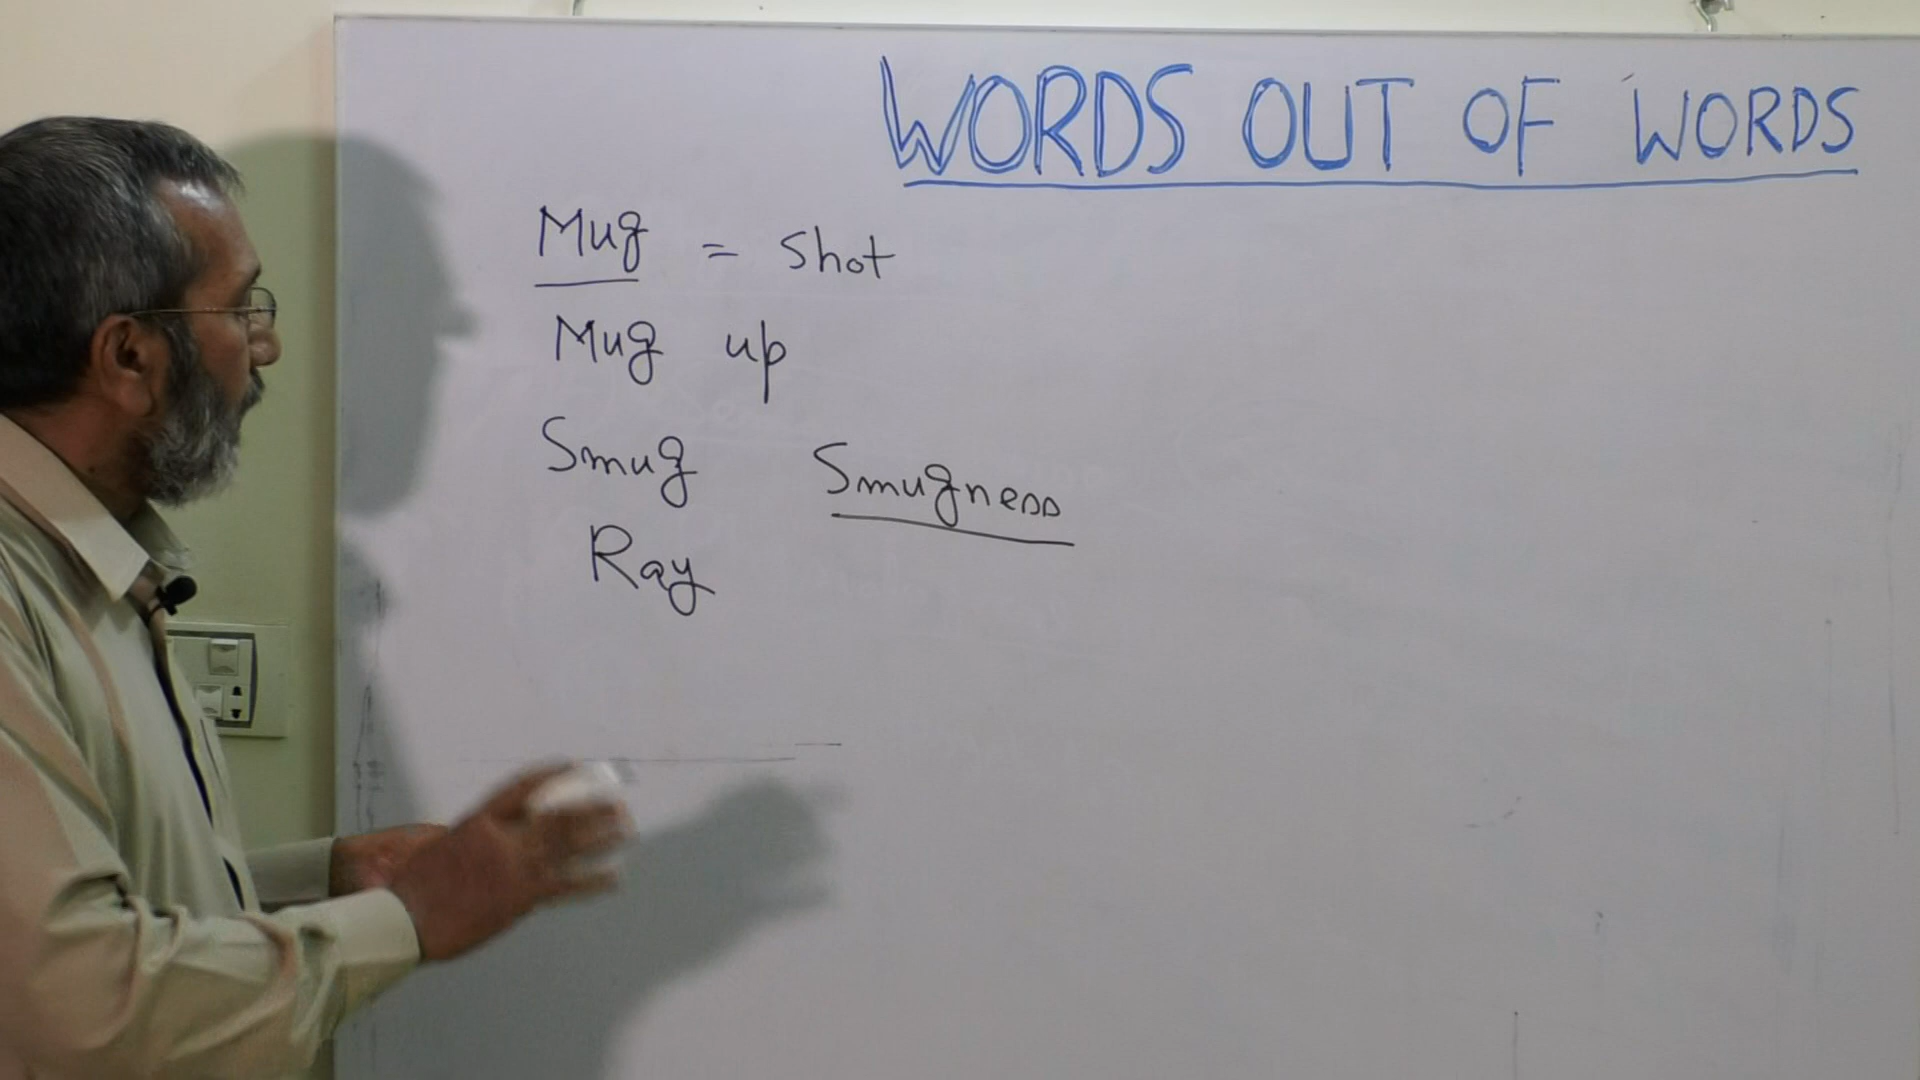 WORDS OUT OF WORDS
Mug = Shot
Mug up
Smug Smugness
Ray